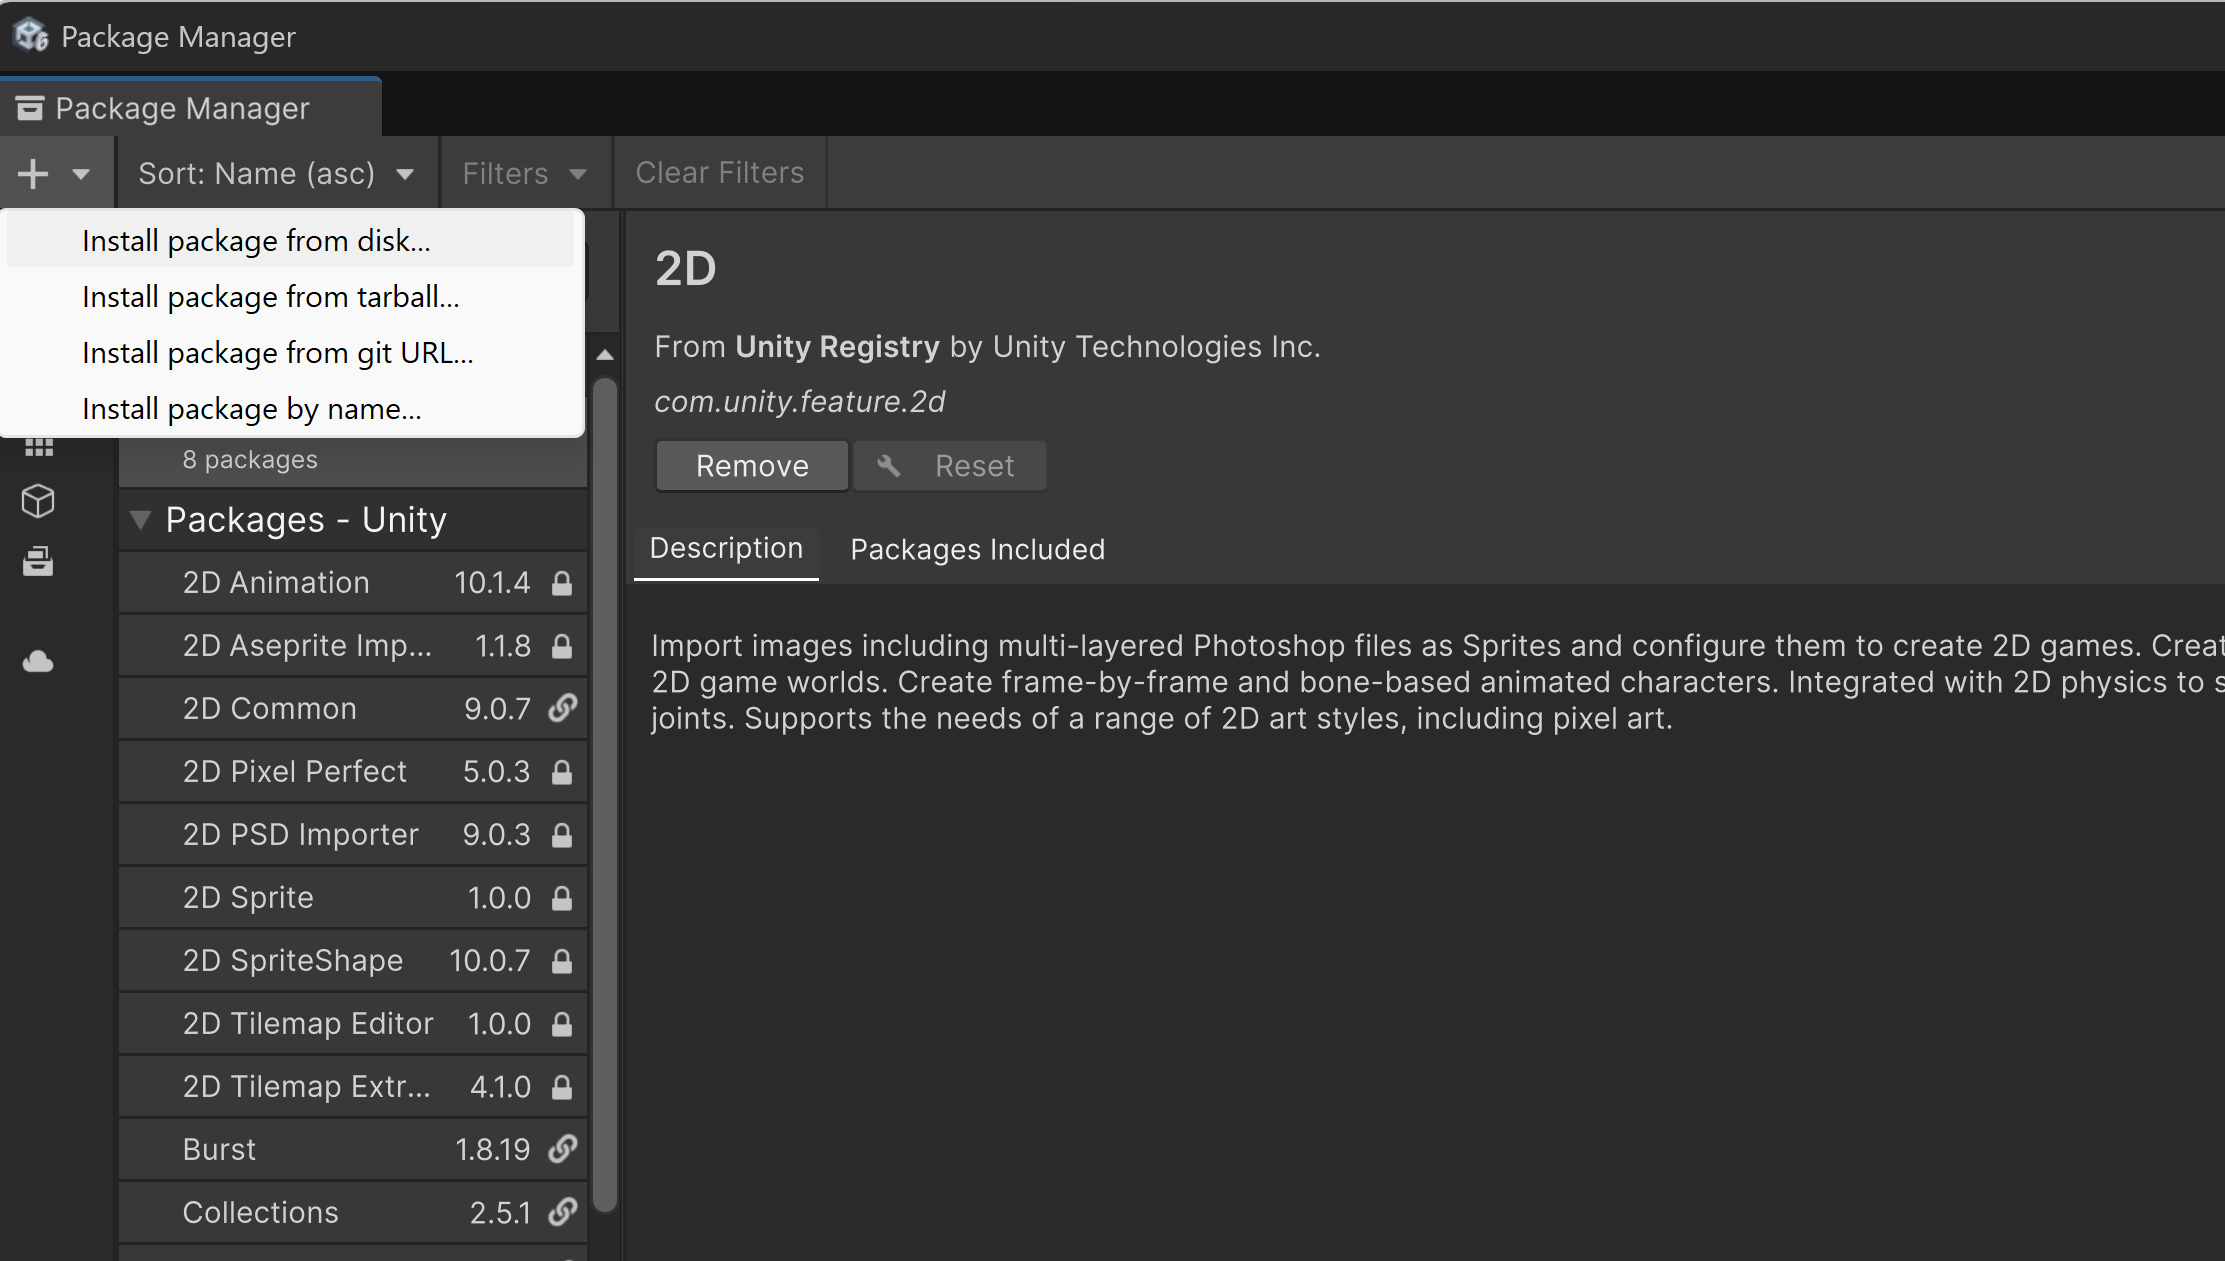 Package Manager
Package Manager
Sort: Name (asc)
Filters
Clear Filters
Install package from disk...
Install package from tarball...
Install package from git URL...
Install package by name...
8 packages
Packages - Unity
2D Animation 10.1.4
2D Aseprite Imp... 1.1.8
2D Common 9.0.7
2D Pixel Perfect 5.0.3
2D PSD Importer 9.0.3
2D Sprite 1.0.0
2D SpriteShape 10.0.7
2D Tilemap Editor 1.0.0
2D Tilemap Extr... 4.1.0
Burst 1.8.19
Collections 2.5.1
2D
From Unity Registry by Unity Technologies Inc.
com.unity.feature.2d
Remove
Reset
Description
Packages Included
Import images including multi-layered Photoshop files as Sprites and configure them to create 2D games. Creat
2D game worlds. Create frame-by-frame and bone-based animated characters. Integrated with 2D physics to s
joints. Supports the needs of a range of 2D art styles, including pixel art.